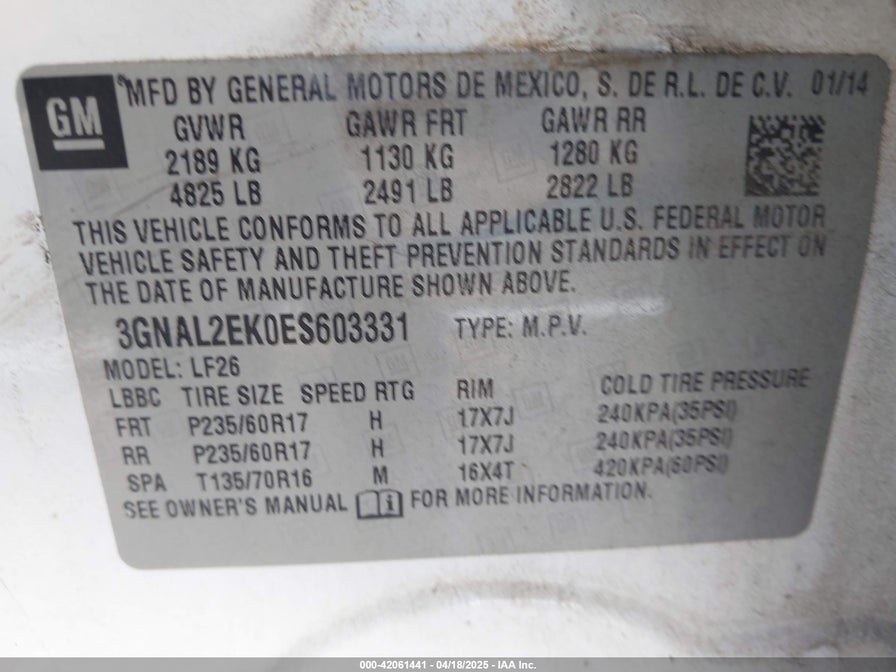 GM
MFD BY GENERAL MOTORS DE MEXICO, S. DE R.L. DE C.V. 01/14
GVWR GAWR FRT GAWR RR
2189 KG 1130 KG 1280 KG
4825 LB 2491 LB 2822 LB
THIS VEHICLE CONFORMS TO ALL APPLICABLE U.S. FEDERAL MOTOR
VEHICLE SAFETY AND THEFT PREVENTION STANDARDS IN EFFECT ON
THE DATE OF MANUFACTURE SHOWN ABOVE.
3GNAL2EK0ES603331 TYPE: M.P.V.
MODEL: LF26
LBBC TIRE SIZE SPEED RTG RIM COLD TIRE PRESSURE
FRT P235/60R17 H 17X7J 240KPA(35PSI)
RR P235/60R17 H 17X7J 240KPA(35PSI)
SPA T135/70R16 M 16X4T 420KPA(60PSI)
SEE OWNER'S MANUAL FOR MORE INFORMATION.
000-42061441 | 04/18/2025 | IAA Inc.